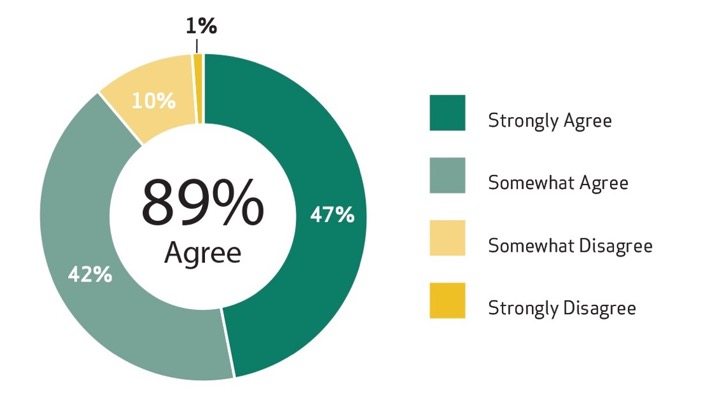 1%
10%
47%
42%
89%
Agree
Strongly Agree
Somewhat Agree
Somewhat Disagree
Strongly Disagree